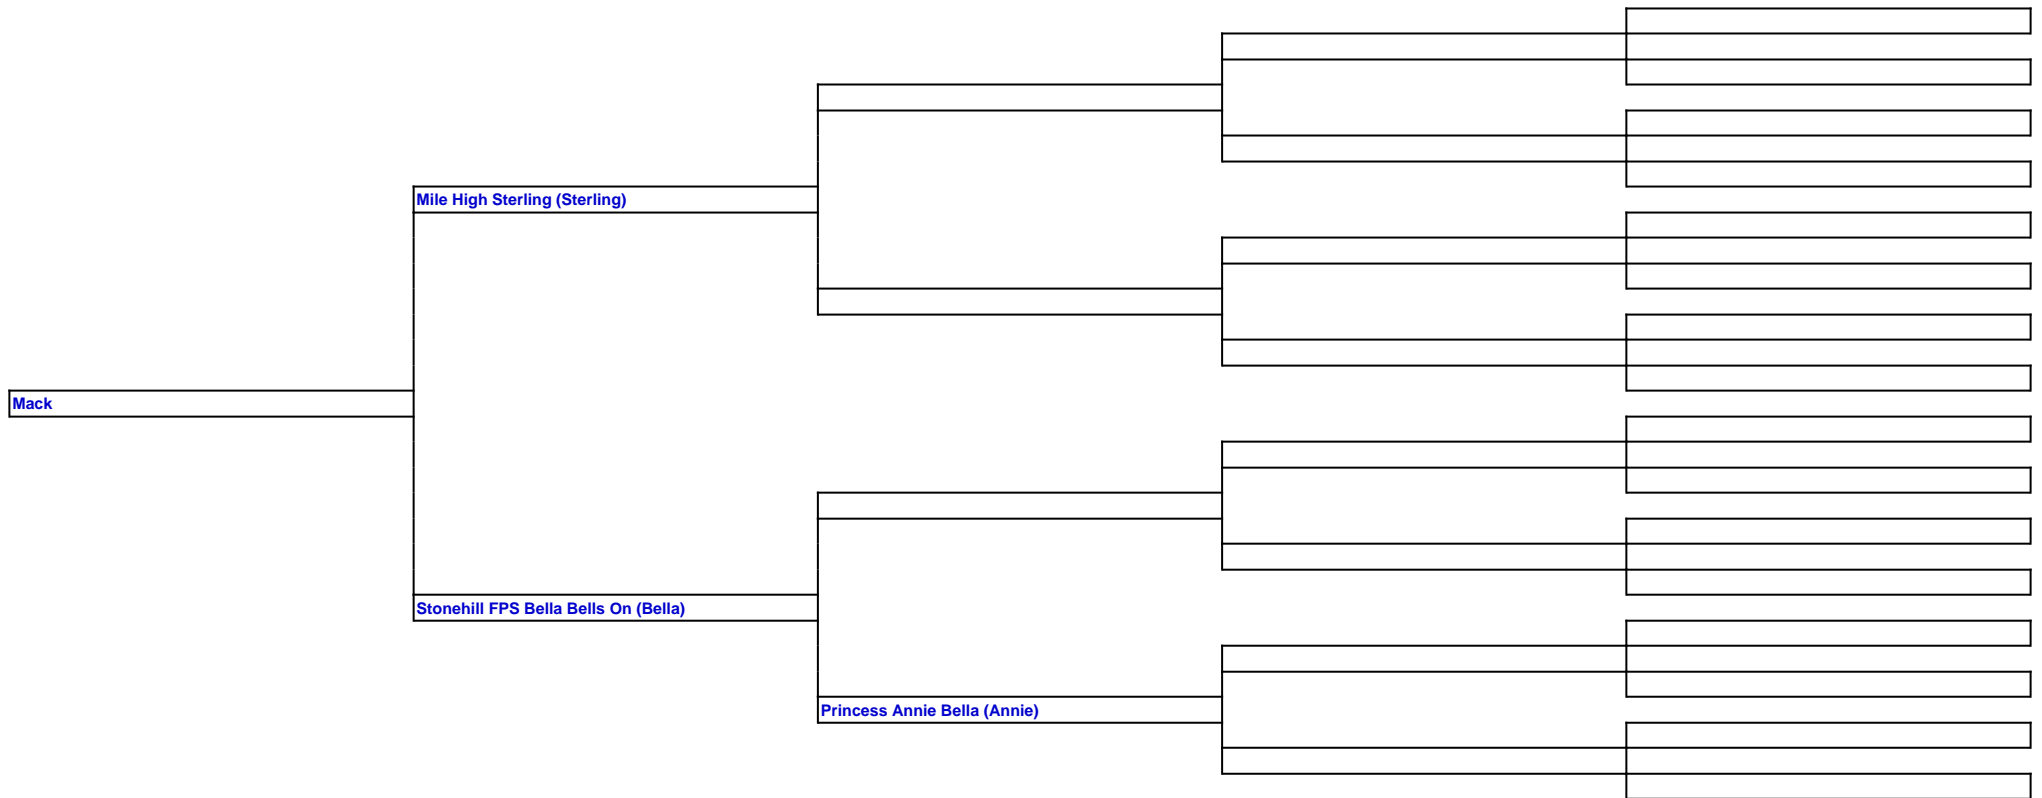 Mile High Sterling (Sterling)
Mack
Stonehill FPS Bella Bells On (Bella)
Princess Annie Bella (Annie)